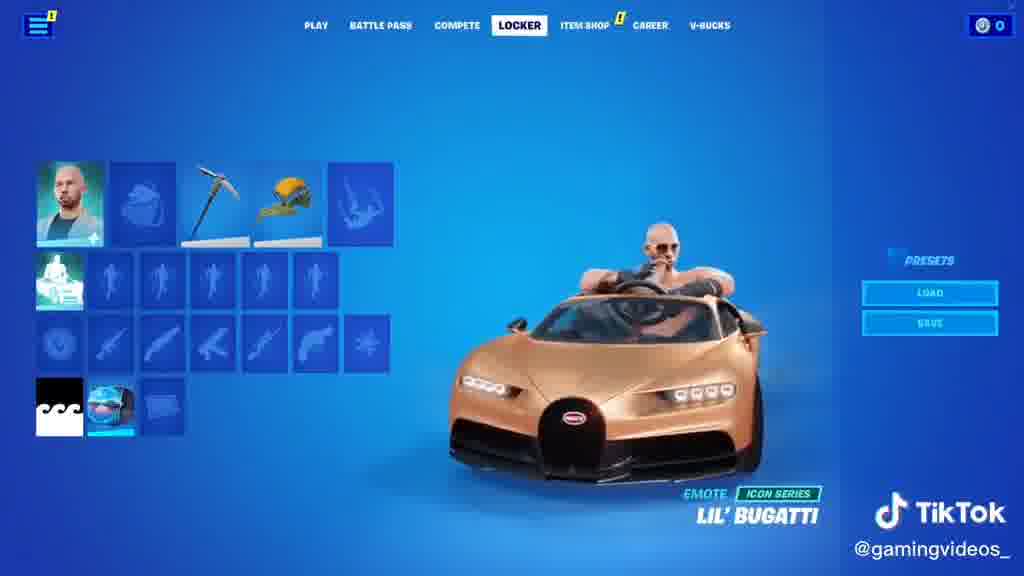 PLAY BATTLE PASS COMPETE LOCKER ITEM SHOP ! CAREER V-BUCKS
! 0
PRESETS
LOAD
SAVE
EMOTE ICON SERIES
LIL' BUGATTI
TikTok
@gamingvideos_